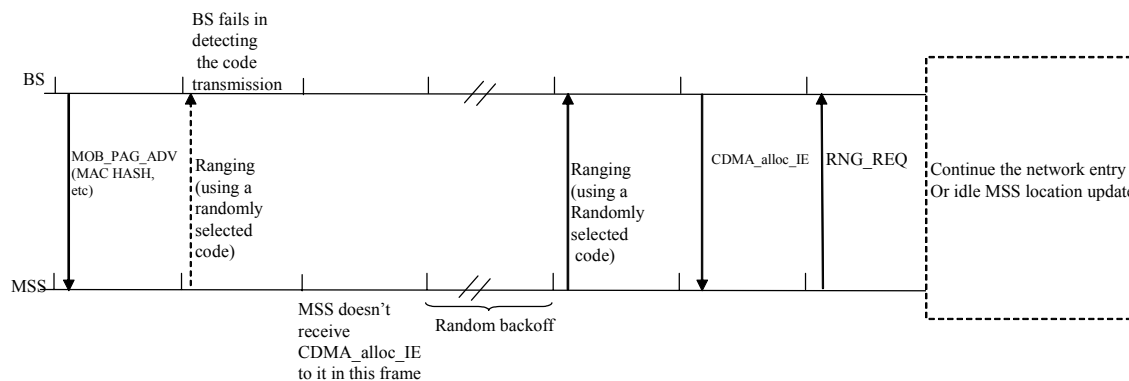 BS fails in
detecting
the code
transmission
BS
MOB_PAG_ADV
(MAC HASH,
etc)
Ranging
(using a
randomly
selected
code)
Ranging
(using a
Randomly
selected
code)
CDMA_alloc_IE
RNG_REQ
Continue the network entry
Or idle MSS location update
MSS
MSS doesn't
receive
CDMA_alloc_IE
to it in this frame
Random backoff